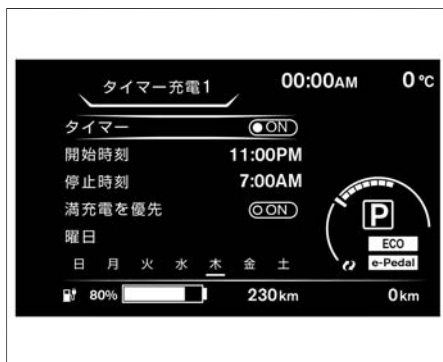 タイマー充電1 00:00AM 0℃
タイマー ON
開始時刻 11:00PM
停止時刻 7:00AM
満充電を優先 ON
曜日
日 月 火 水 木 金 土
P
ECO
e-Pedal
80% 230km 0km